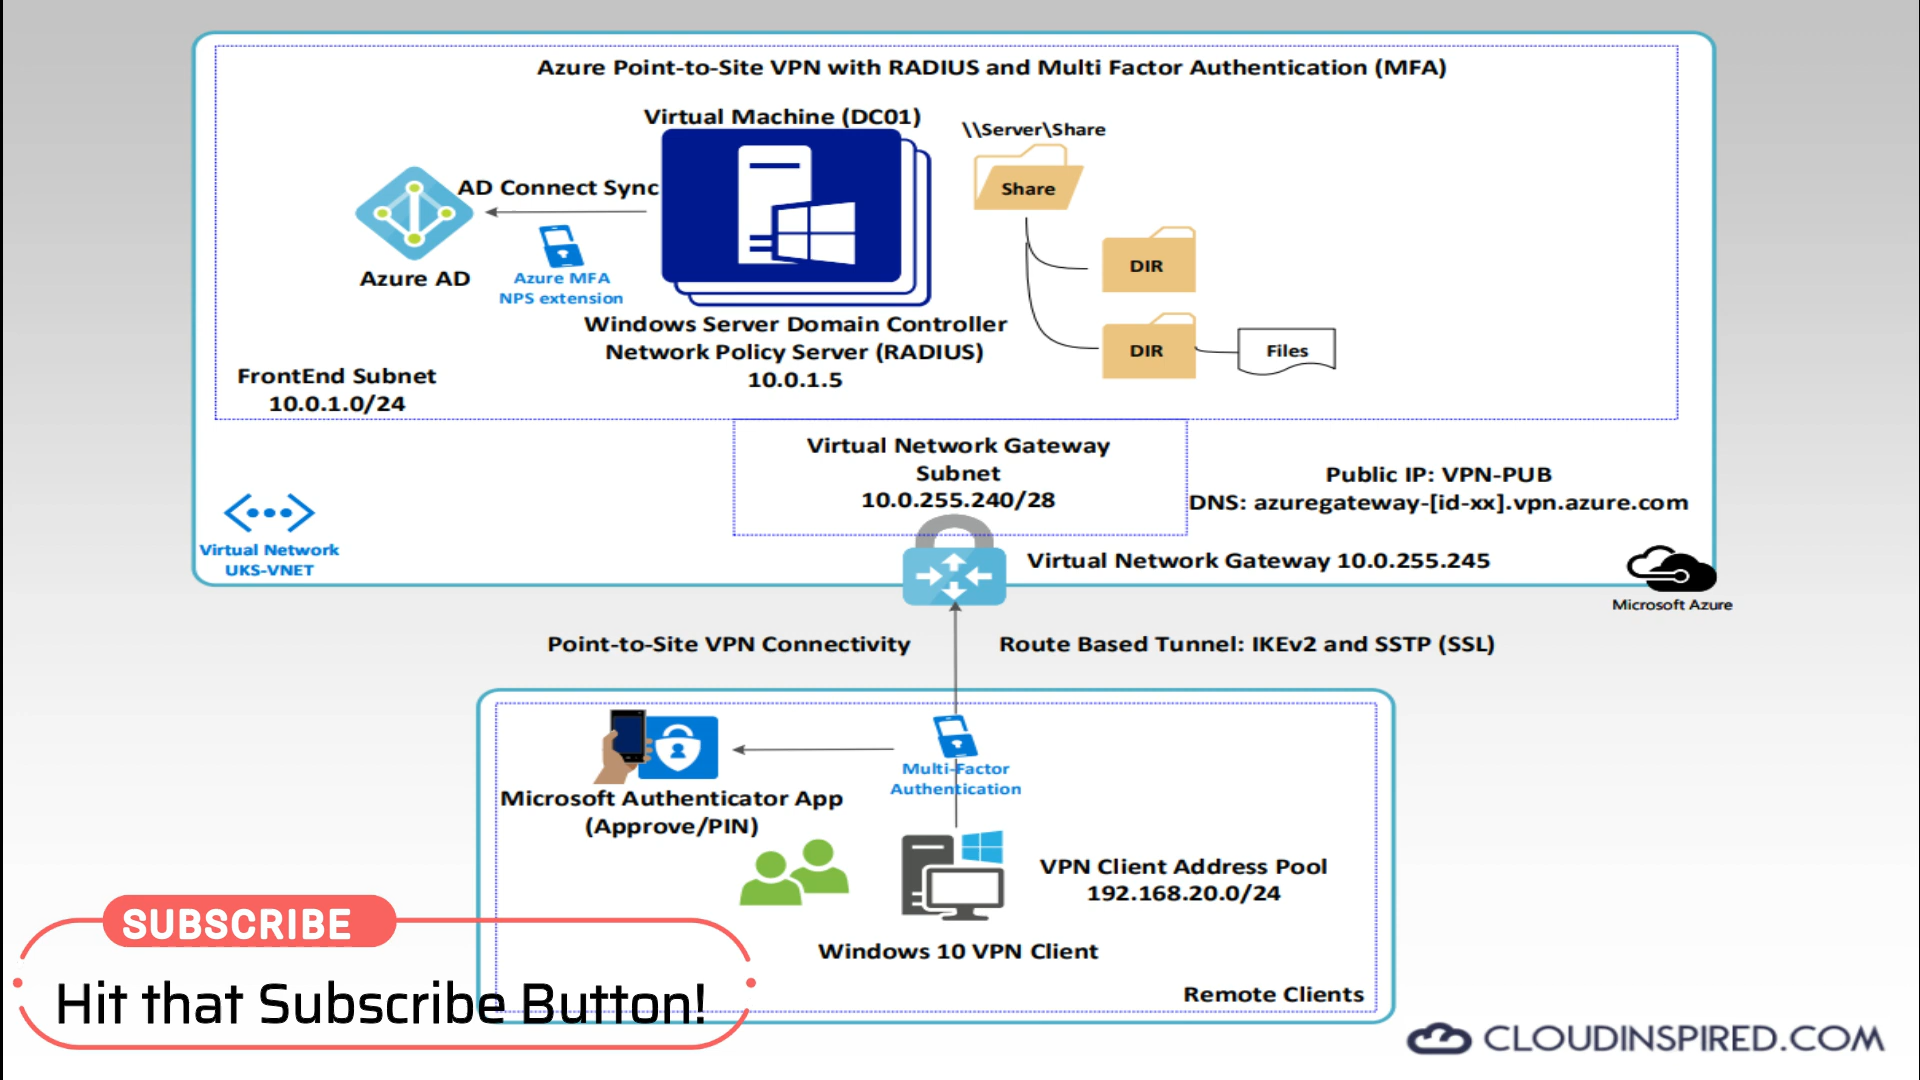 Azure Point-to-Site VPN with RADIUS and Multi Factor Authentication (MFA)
Virtual Machine (DC01)
\\Server\Share
Share
AD Connect Sync
Azure AD
Azure MFA
NPS extension
DIR
DIR
Files
Windows Server Domain Controller
Network Policy Server (RADIUS)
10.0.1.5
FrontEnd Subnet
10.0.1.0/24
Virtual Network Gateway
Subnet
10.0.255.240/28
Public IP: VPN-PUB
DNS: azuregateway-[id-xx].vpn.azure.com
Virtual Network
UKS-VNET
Virtual Network Gateway 10.0.255.245
Microsoft Azure
Point-to-Site VPN Connectivity
Route Based Tunnel: IKEv2 and SSTP (SSL)
Multi-Factor
Authentication
Microsoft Authenticator App
(Approve/PIN)
VPN Client Address Pool
192.168.20.0/24
Windows 10 VPN Client
Remote Clients
SUBSCRIBE
Hit that Subscribe Button!
CLOUDINSPIRED.COM